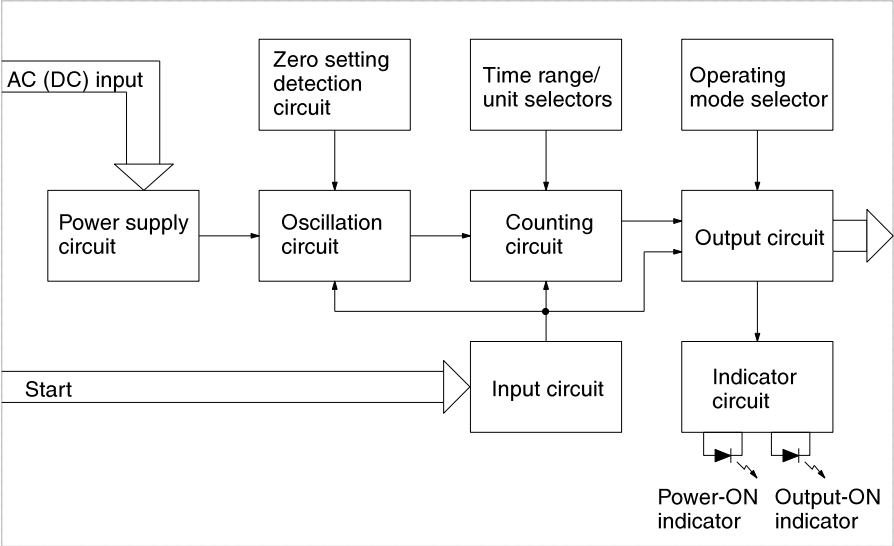 AC (DC) input
Zero setting
detection
circuit
Time range/
unit selectors
Operating
mode selector
Power supply
circuit
Oscillation
circuit
Counting
circuit
Output circuit
Start
Input circuit
Indicator
circuit
Power-ON
indicator
Output-ON
indicator